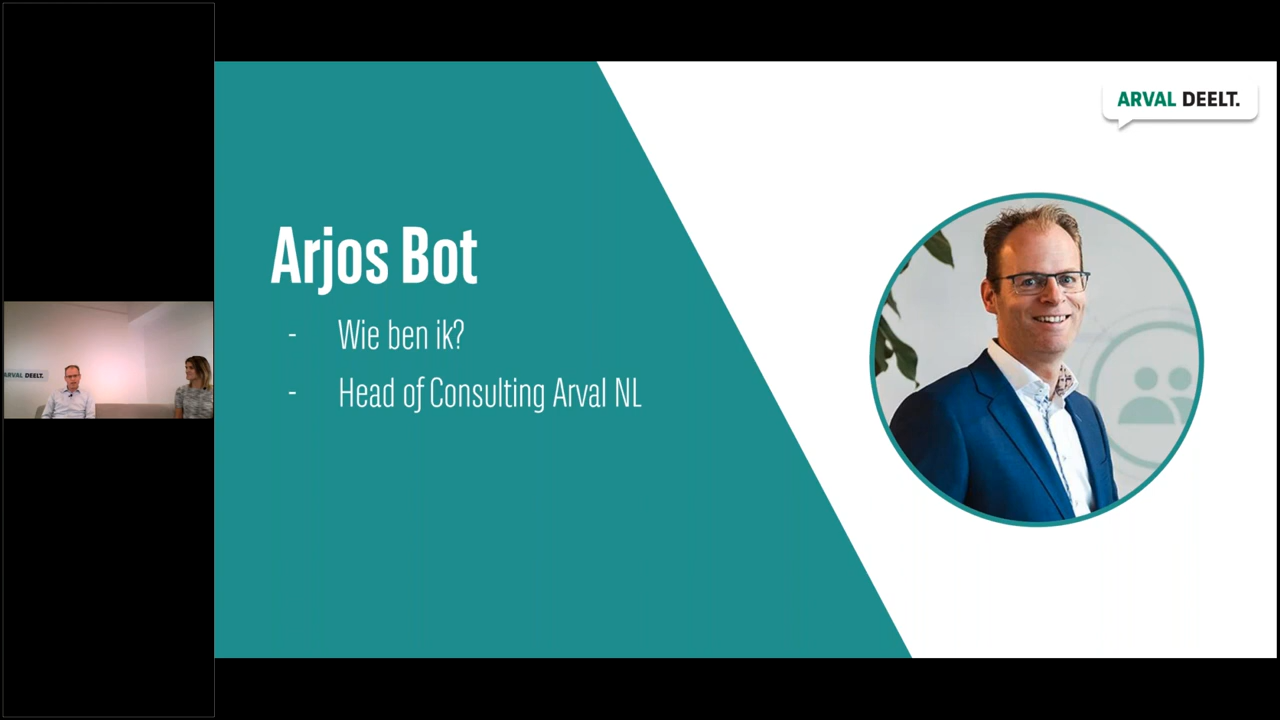 ARVAL DEELT.
Arjos Bot
- Wie ben ik?
- Head of Consulting Arval NL
ARVAL DEELT.